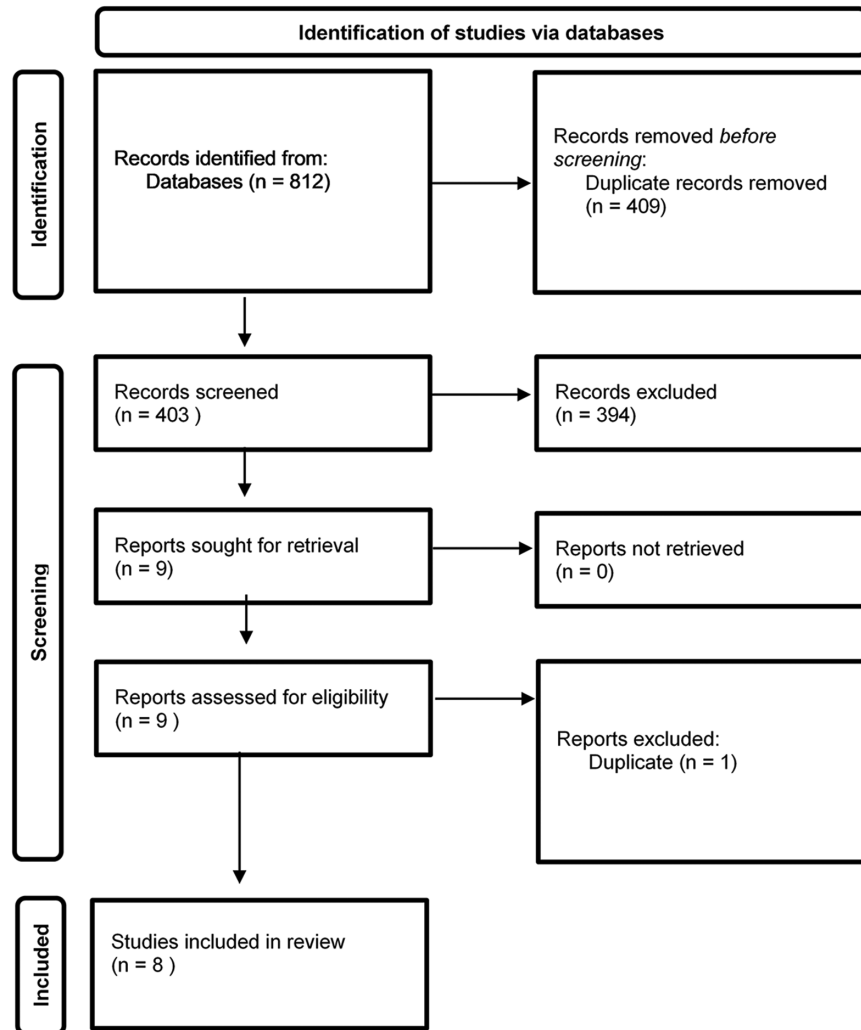 Identification of studies via databases
Identification
Records identified from:
Databases (n = 812)
Records removed before
screening:
Duplicate records removed
(n = 409)
Screening
Records screened
(n = 403 )
Records excluded
(n = 394)
Reports sought for retrieval
(n = 9)
Reports not retrieved
(n = 0)
Reports assessed for eligibility
(n = 9 )
Reports excluded:
Duplicate (n = 1)
Included
Studies included in review
(n = 8 )